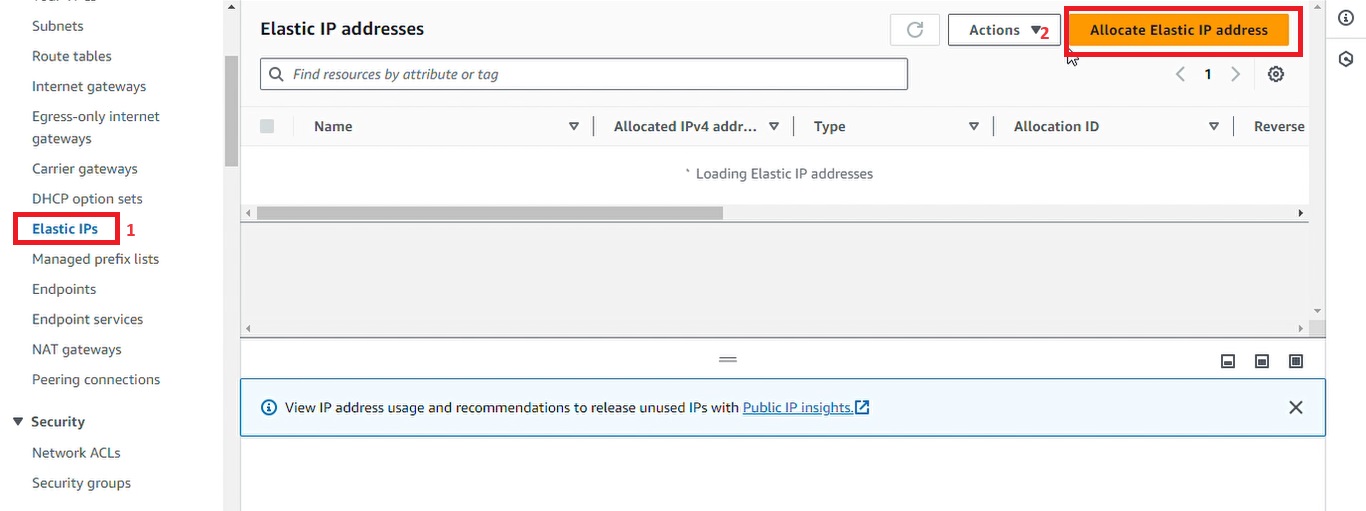 Subnets
Route tables
Internet gateways
Egress-only internet
gateways
Carrier gateways
DHCP option sets
Elastic IPs 1
Managed prefix lists
Endpoints
Endpoint services
NAT gateways
Peering connections
Security
Network ACLs
Security groups
Elastic IP addresses
Actions 2 Allocate Elastic IP address
Find resources by attribute or tag
1
Name Allocated IPv4 addr... Type Allocation ID Reverse
Loading Elastic IP addresses
View IP address usage and recommendations to release unused IPs with Public IP insights.